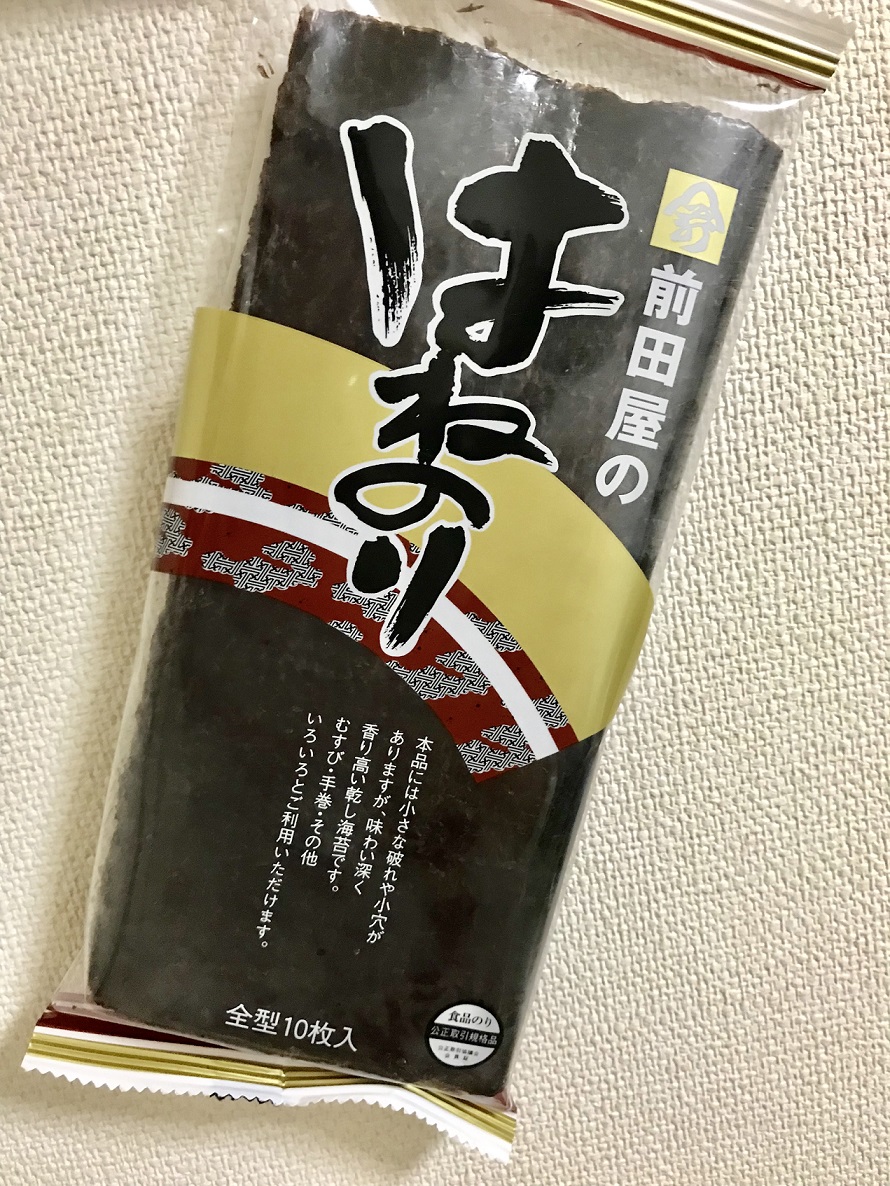 前田屋の
はねのり
本品には小さな破れや小穴が
ありますが、味わい深く
香り高い乾し海苔です。
むすび・手巻・その他
いろいろとご利用いただけます。
全型10枚入
食品のり
公正取引規格品